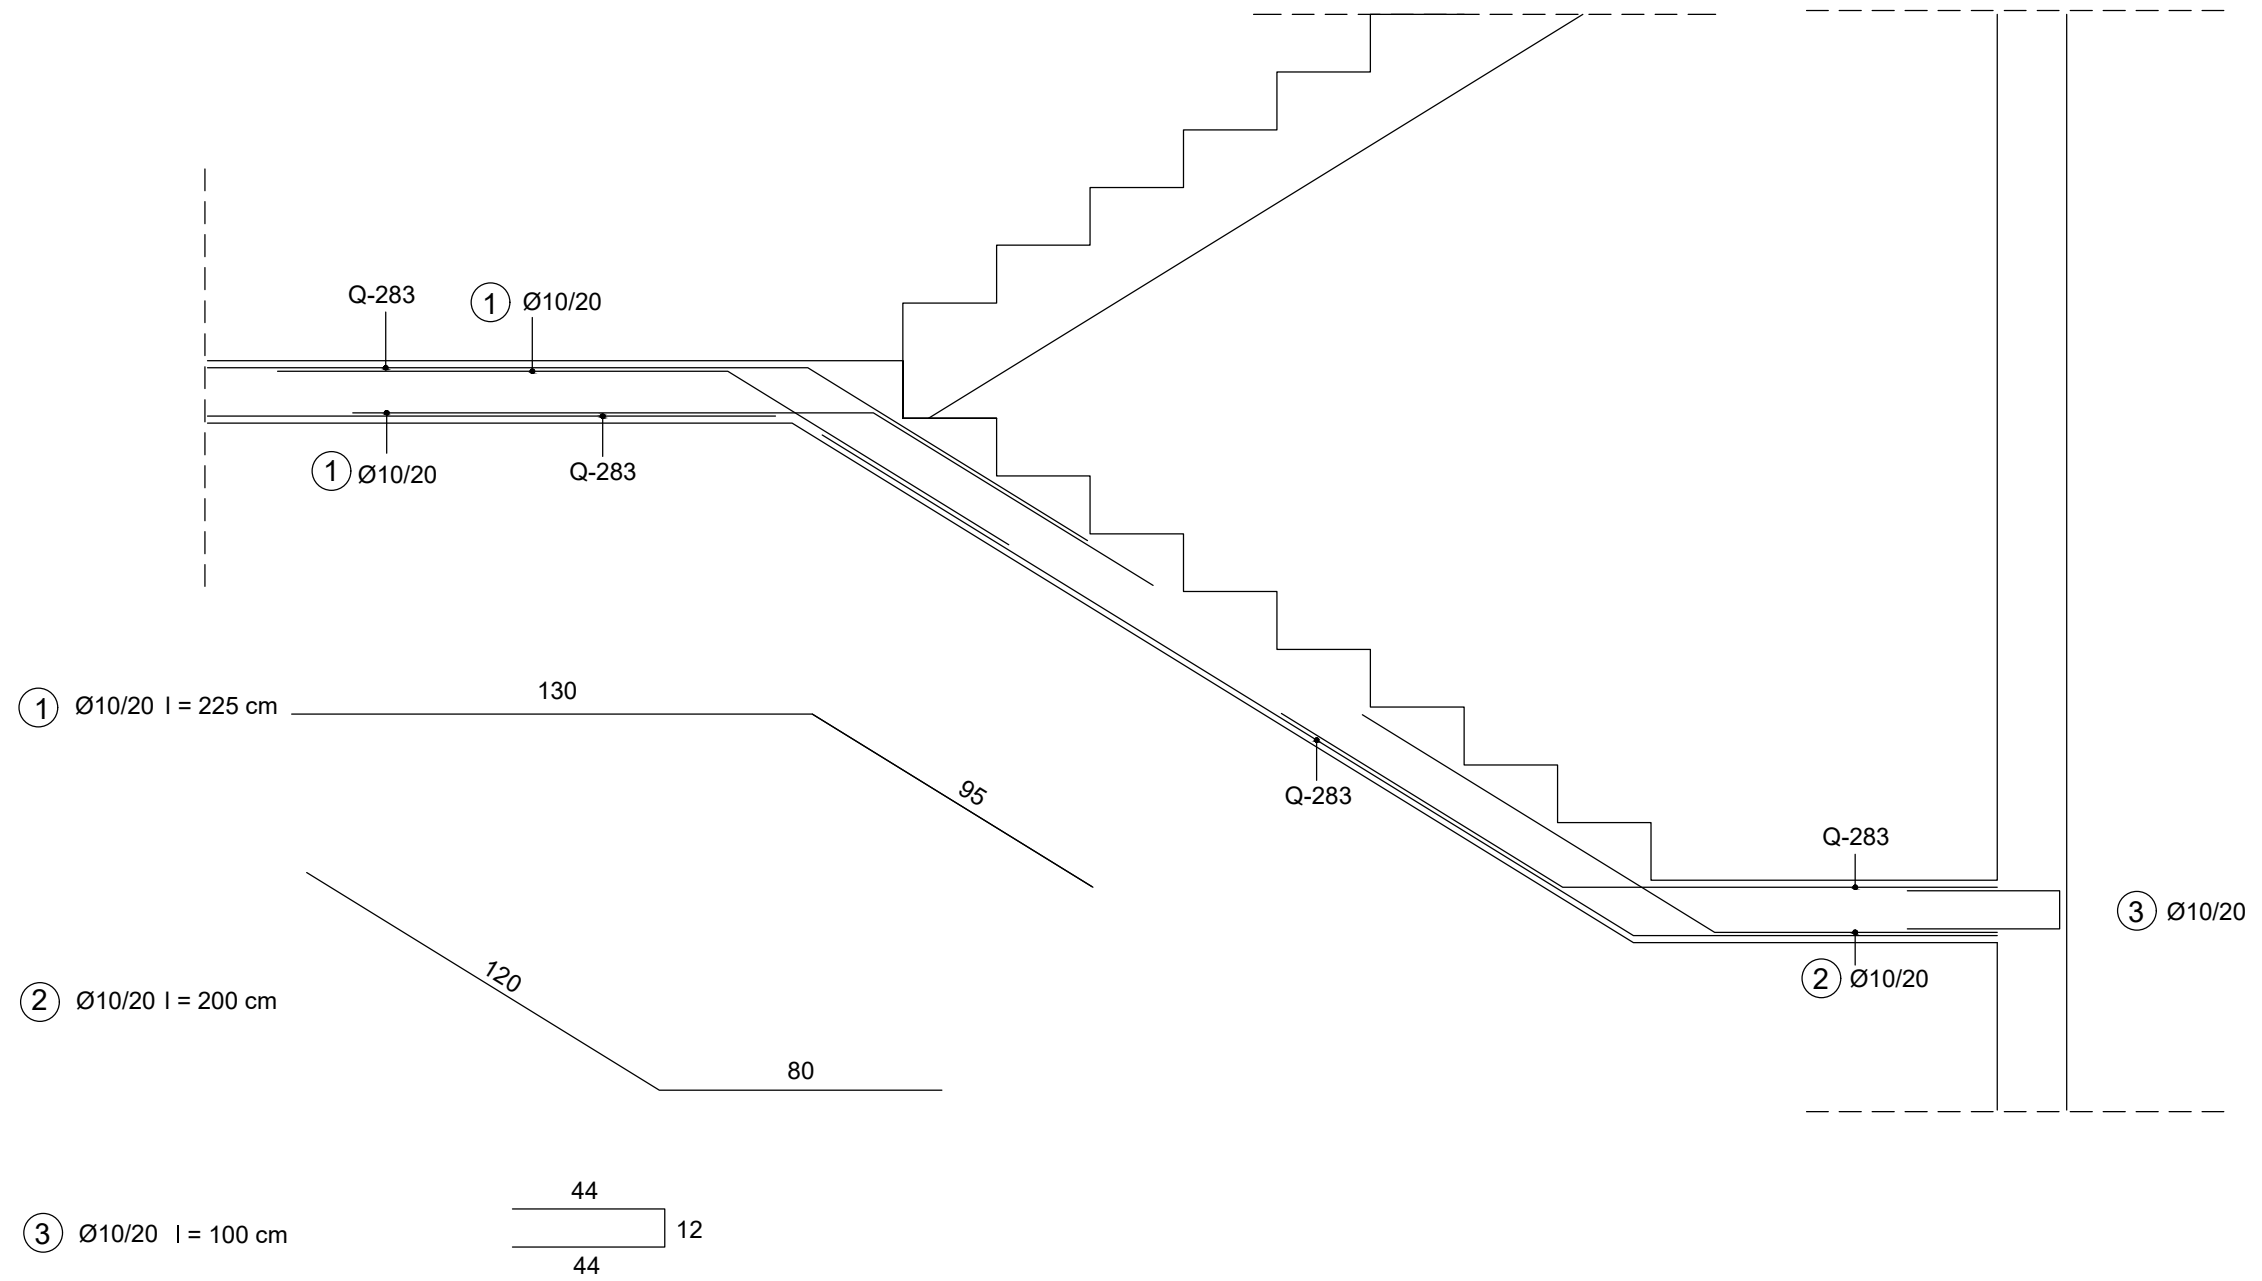 Q-283
1 Ø10/20
1 Ø10/20
Q-283
1 Ø10/20 l = 225 cm
130
95
Q-283
Q-283
3 Ø10/20
2 Ø10/20
2 Ø10/20 l = 200 cm
120
80
3 Ø10/20 l = 100 cm
44
12
44